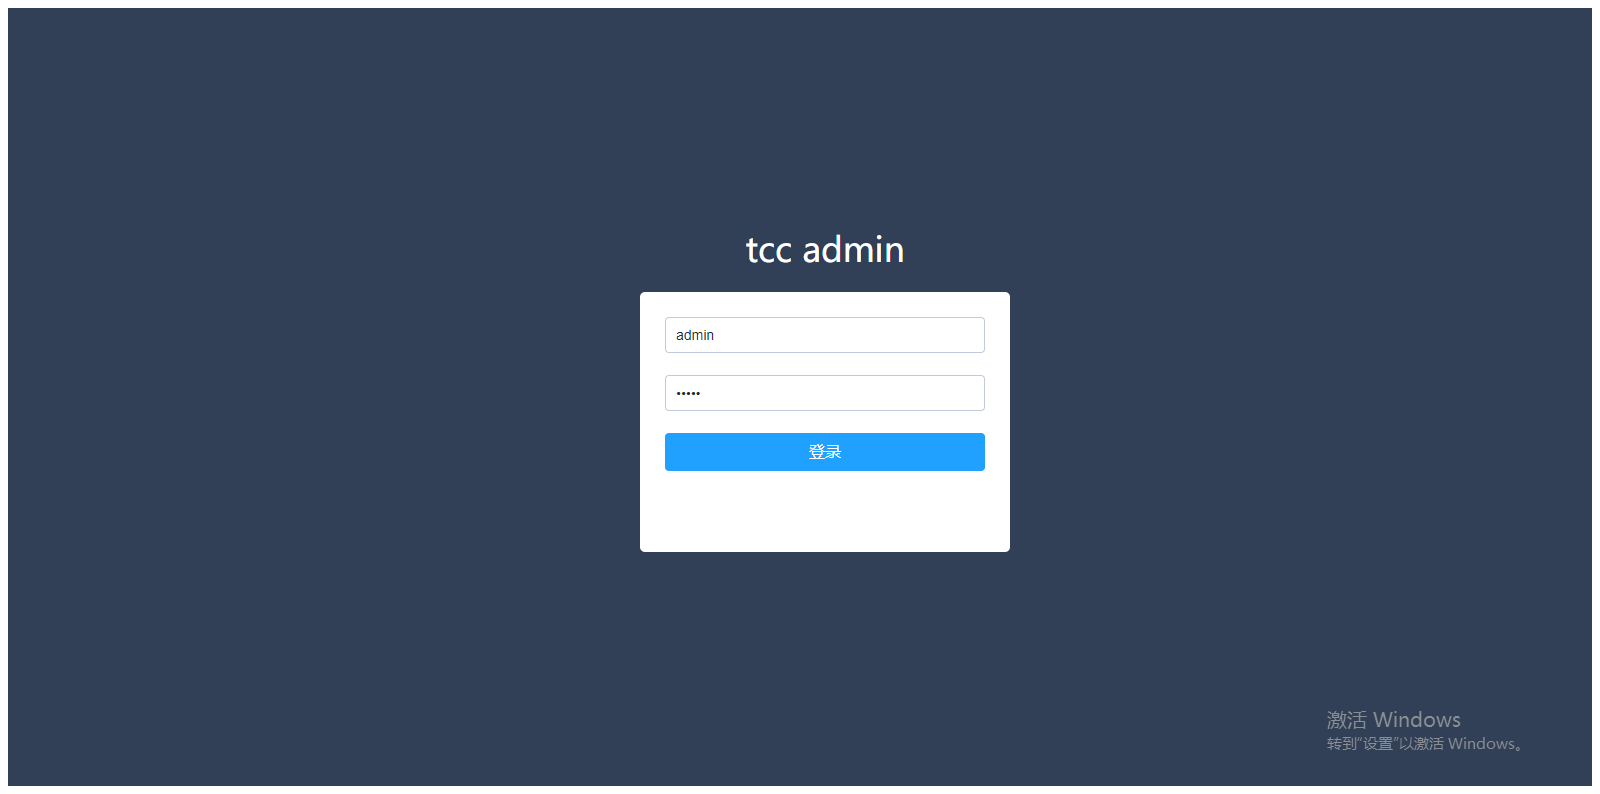 tcc admin
admin
•••••
登录
激活 Windows
转到“设置”以激活 Windows。